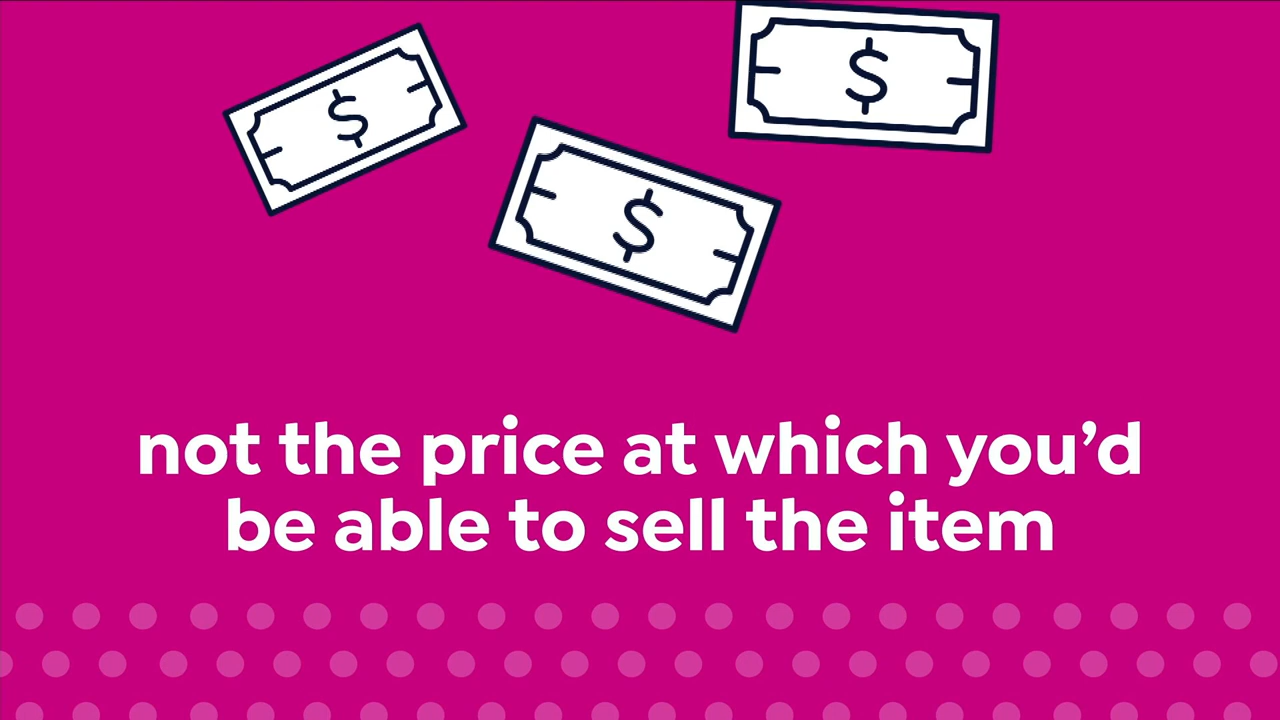 $
$
$
not the price at which you’d
be able to sell the item